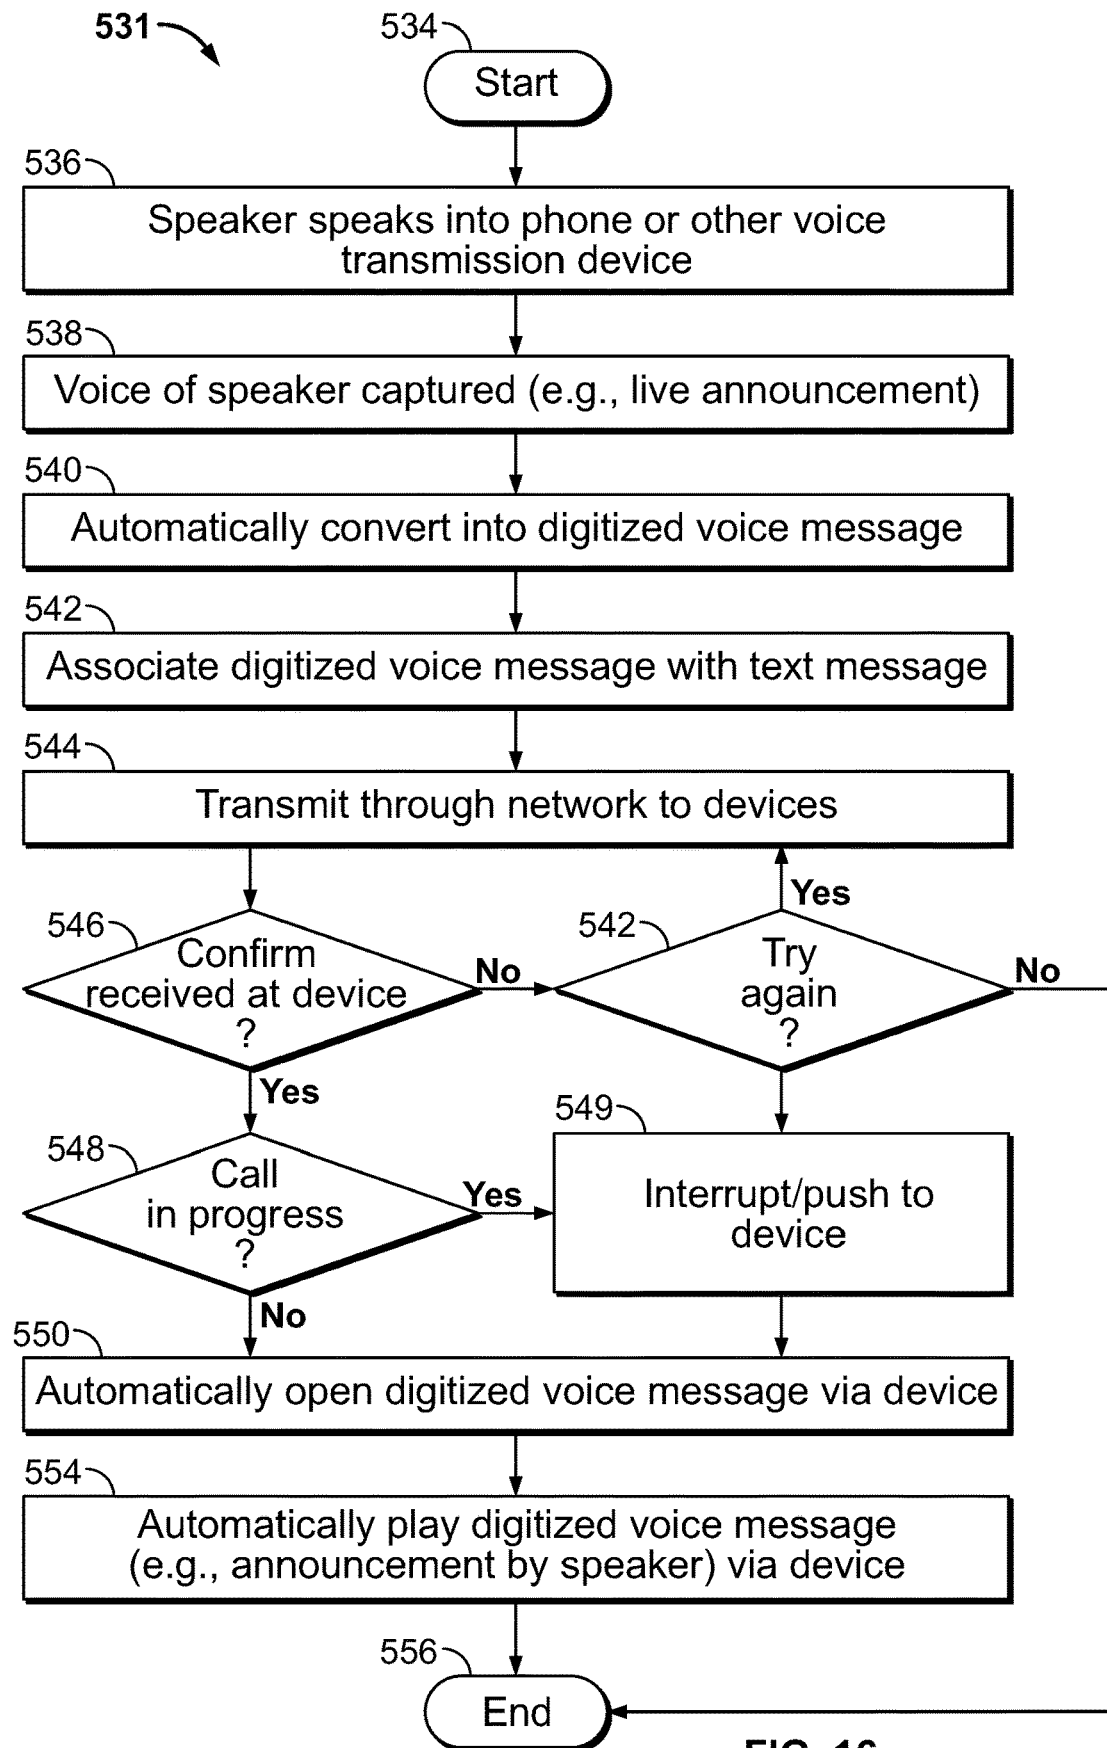 531
534
Start
536
Speaker speaks into phone or other voice
transmission device
538
Voice of speaker captured (e.g., live announcement)
540
Automatically convert into digitized voice message
542
Associate digitized voice message with text message
544
Transmit through network to devices
546
Confirm
received at device
?
No
542
Try
again
?
Yes
No
Yes
548
Call
in progress
?
Yes
549
Interrupt/push to
device
No
550
Automatically open digitized voice message via device
554
Automatically play digitized voice message
(e.g., announcement by speaker) via device
556
End
FIG. 16